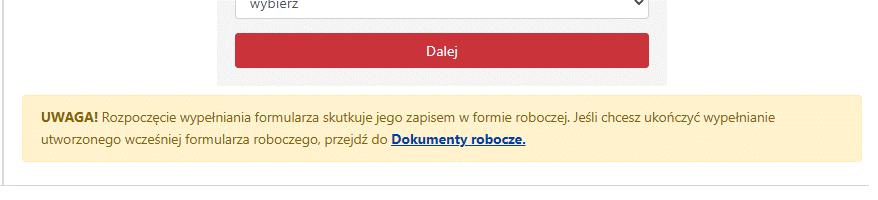 wybierz
Dalej
UWAGA! Rozpoczęcie wypełniania formularza skutkuje jego zapisem w formie roboczej. Jeśli chcesz ukończyć wypełnianie
utworzonego wcześniej formularza roboczego, przejdź do Dokumenty robocze.